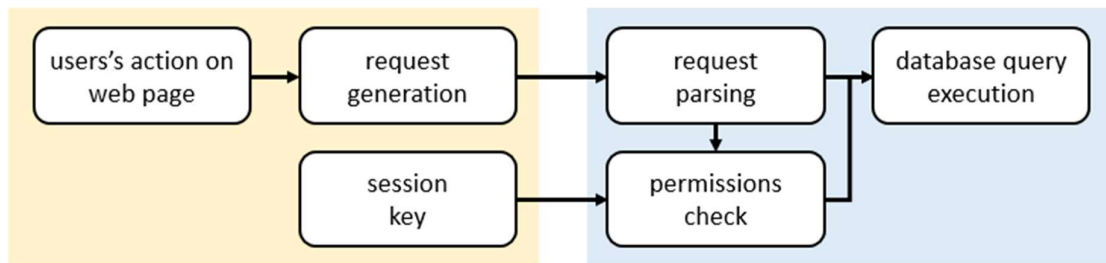 users's action on
web page
request
generation
request
parsing
database query
execution
session
key
permissions
check